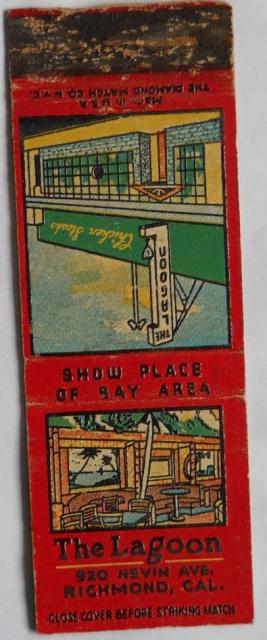 Made in U.S.A.
THE DIAMOND MATCH CO. N.Y.C.
Chicken Steaks
THE
LAGOON
SHOW PLACE
OF BAY AREA
The Lagoon
920 NEVIN AVE.
RICHMOND, CAL.
CLOSE COVER BEFORE STRIKING MATCH